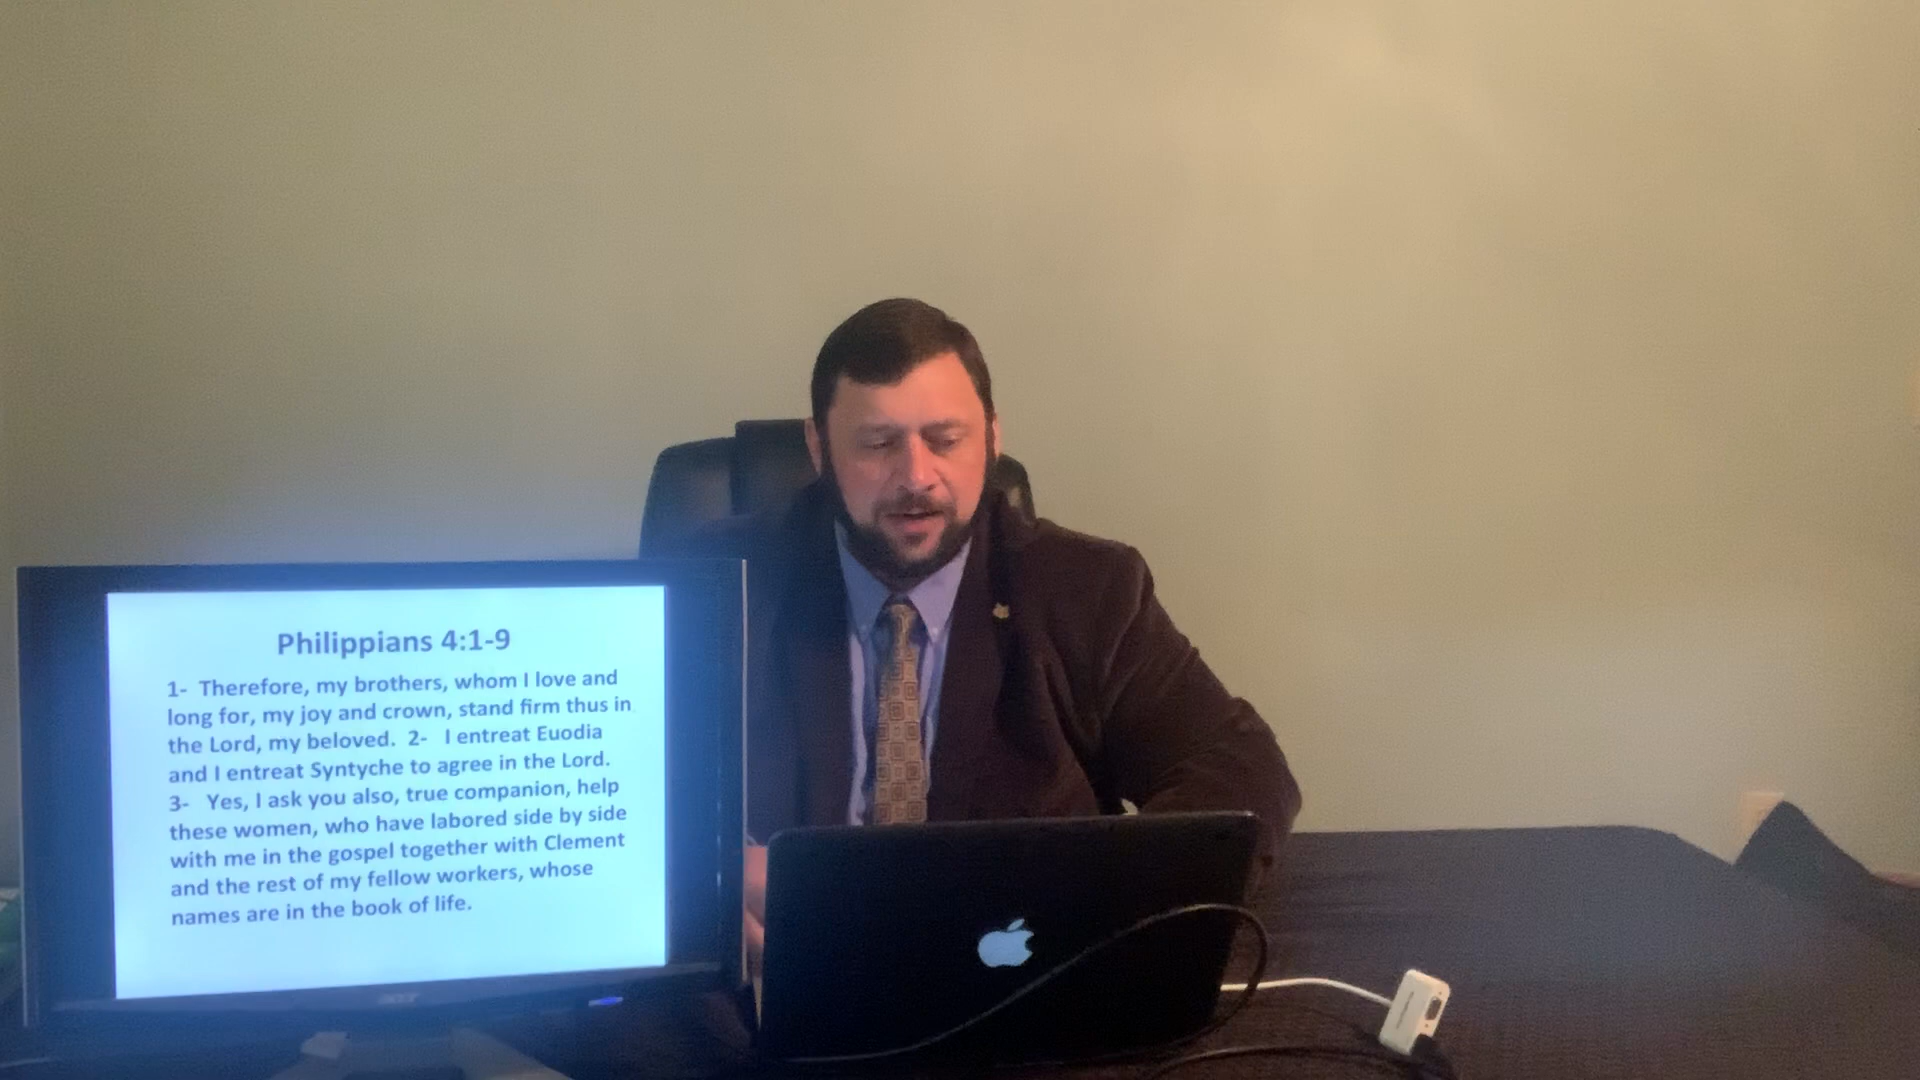 Philippians 4:1-9
1- Therefore, my brothers, whom I love and
long for, my joy and crown, stand firm thus in
the Lord, my beloved. 2- I entreat Euodia
and I entreat Syntyche to agree in the Lord.
3- Yes, I ask you also, true companion, help
these women, who have labored side by side
with me in the gospel together with Clement
and the rest of my fellow workers, whose
names are in the book of life.
acer